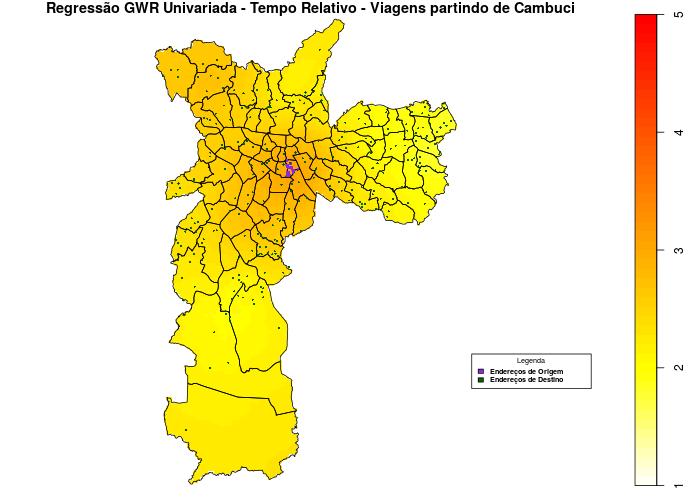 Regressão GWR Univariada - Tempo Relativo - Viagens partindo de Cambuci
5
4
3
2
1
Legenda
Endereços de Origem
Endereços de Destino